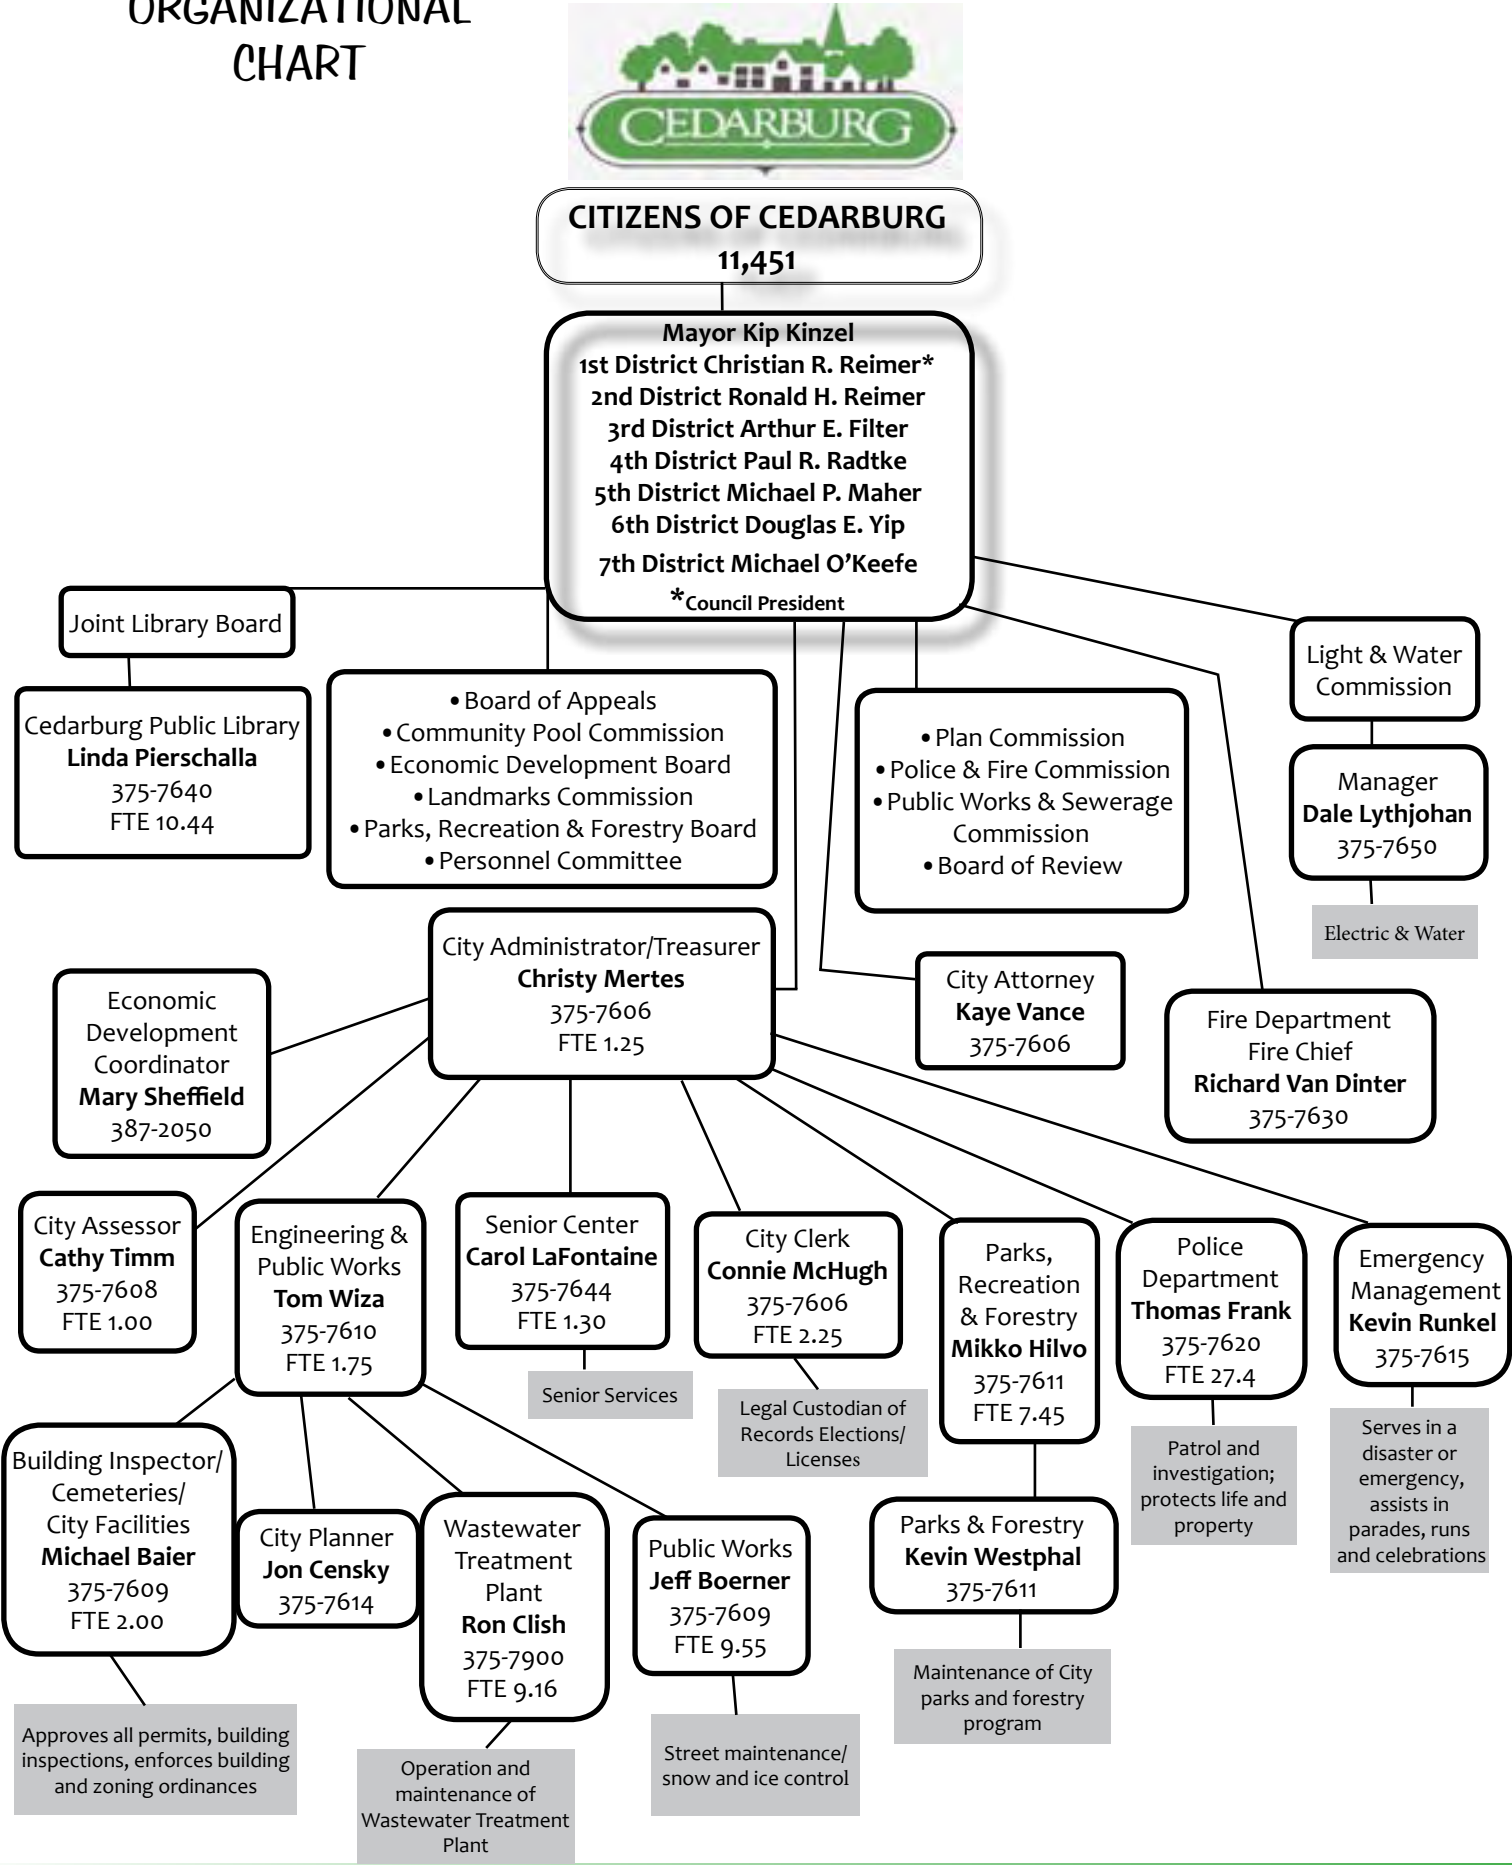 ORGANIZATIONAL
CHART
CEDARBURG
CITIZENS OF CEDARBURG
11,451
Mayor Kip Kinzel
1st District Christian R. Reimer*
2nd District Ronald H. Reimer
3rd District Arthur E. Filter
4th District Paul R. Radtke
5th District Michael P. Maher
6th District Douglas E. Yip
7th District Michael O’Keefe
*Council President
Joint Library Board
Cedarburg Public Library
Linda Pierschalla
375-7640
FTE 10.44
•Board of Appeals
•Community Pool Commission
•Economic Development Board
•Landmarks Commission
•Parks, Recreation & Forestry Board
•Personnel Committee
•Plan Commission
•Police & Fire Commission
•Public Works & Sewerage
Commission
•Board of Review
Light & Water
Commission
Manager
Dale Lythjohan
375-7650
Electric & Water
City Administrator/Treasurer
Christy Mertes
375-7606
FTE 1.25
City Attorney
Kaye Vance
375-7606
Fire Department
Fire Chief
Richard Van Dinter
375-7630
Economic
Development
Coordinator
Mary Sheffield
387-2050
City Assessor
Cathy Timm
375-7608
FTE 1.00
Engineering &
Public Works
Tom Wiza
375-7610
FTE 1.75
Senior Center
Carol LaFontaine
375-7644
FTE 1.30
Senior Services
City Clerk
Connie McHugh
375-7606
FTE 2.25
Legal Custodian of
Records Elections/
Licenses
Parks,
Recreation
& Forestry
Mikko Hilvo
375-7611
FTE 7.45
Police
Department
Thomas Frank
375-7620
FTE 27.4
Patrol and
investigation;
protects life and
property
Emergency
Management
Kevin Runkel
375-7615
Serves in a
disaster or
emergency,
assists in
parades, runs
and celebrations
Building Inspector/
Cemeteries/
City Facilities
Michael Baier
375-7609
FTE 2.00
Approves all permits, building
inspections, enforces building
and zoning ordinances
City Planner
Jon Censky
375-7614
Wastewater
Treatment
Plant
Ron Clish
375-7900
FTE 9.16
Operation and
maintenance of
Wastewater Treatment
Plant
Public Works
Jeff Boerner
375-7609
FTE 9.55
Street maintenance/
snow and ice control
Parks & Forestry
Kevin Westphal
375-7611
Maintenance of City
parks and forestry
program